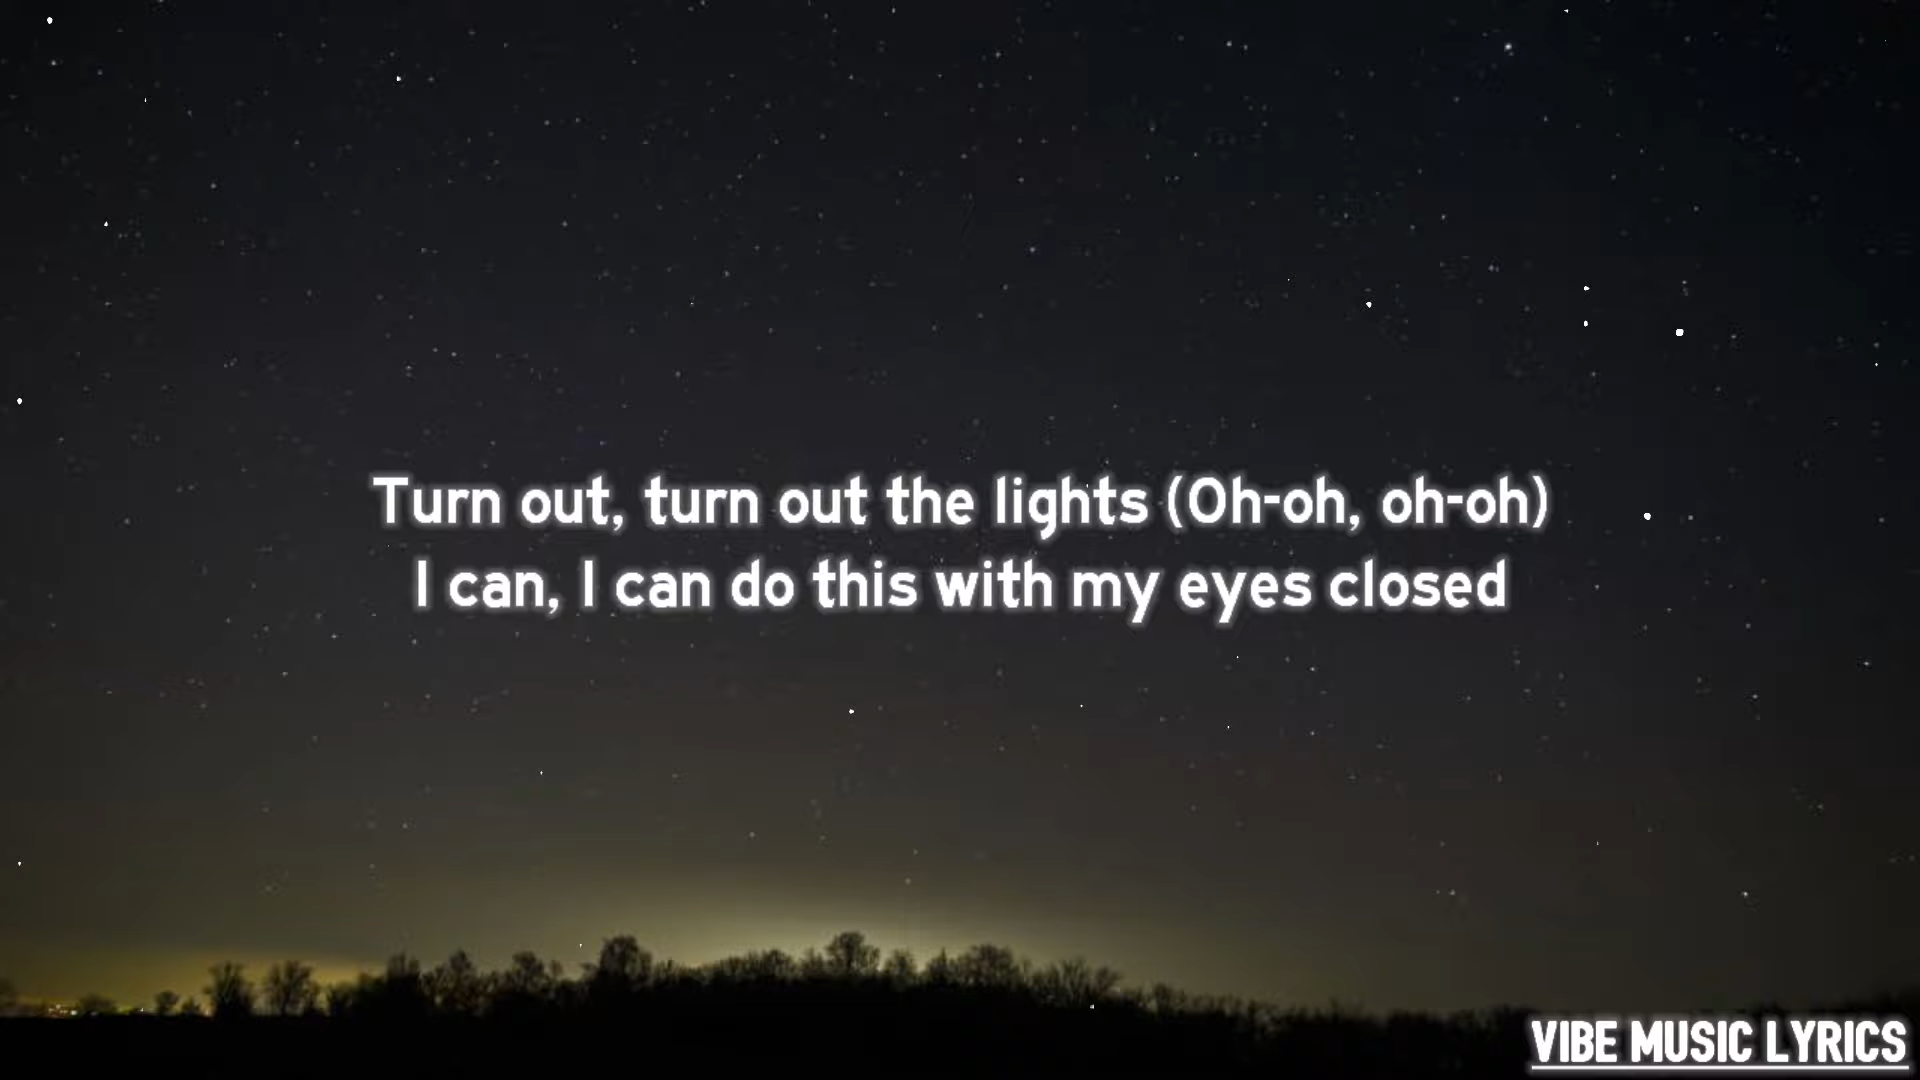 Turn out, turn out the lights (Oh-oh, oh-oh)
I can, I can do this with my eyes closed
VIBE MUSIC LYRICS